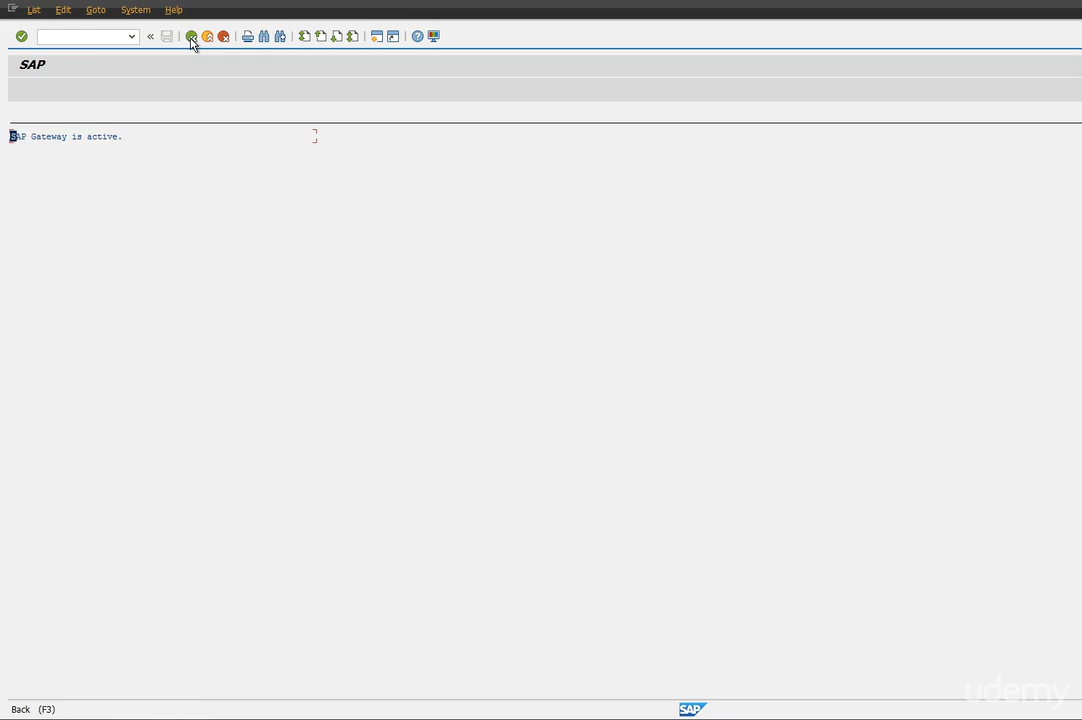 List Edit Goto System Help
SAP
SAP Gateway is active.
udemy
Back (F3)
SAP